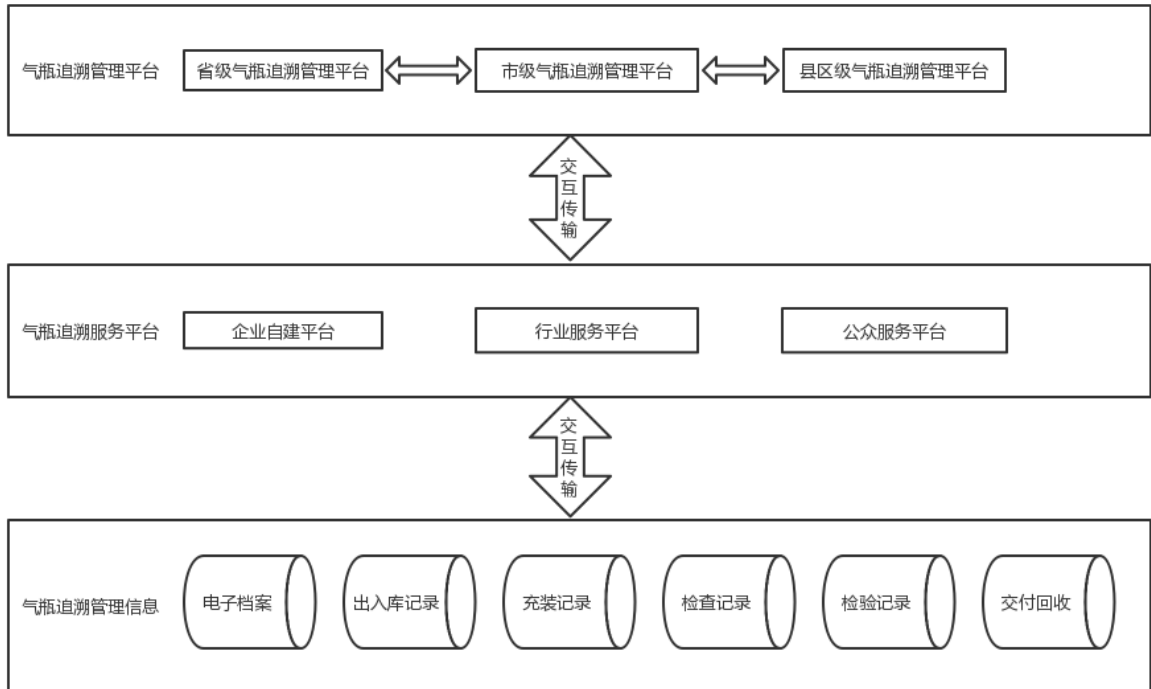 气瓶追溯管理平台
省级气瓶追溯管理平台
市级气瓶追溯管理平台
县区级气瓶追溯管理平台
交互传输
气瓶追溯服务平台
企业自建平台
行业服务平台
公众服务平台
交互传输
气瓶追溯管理信息
电子档案
出入库记录
充装记录
检查记录
检验记录
交付回收